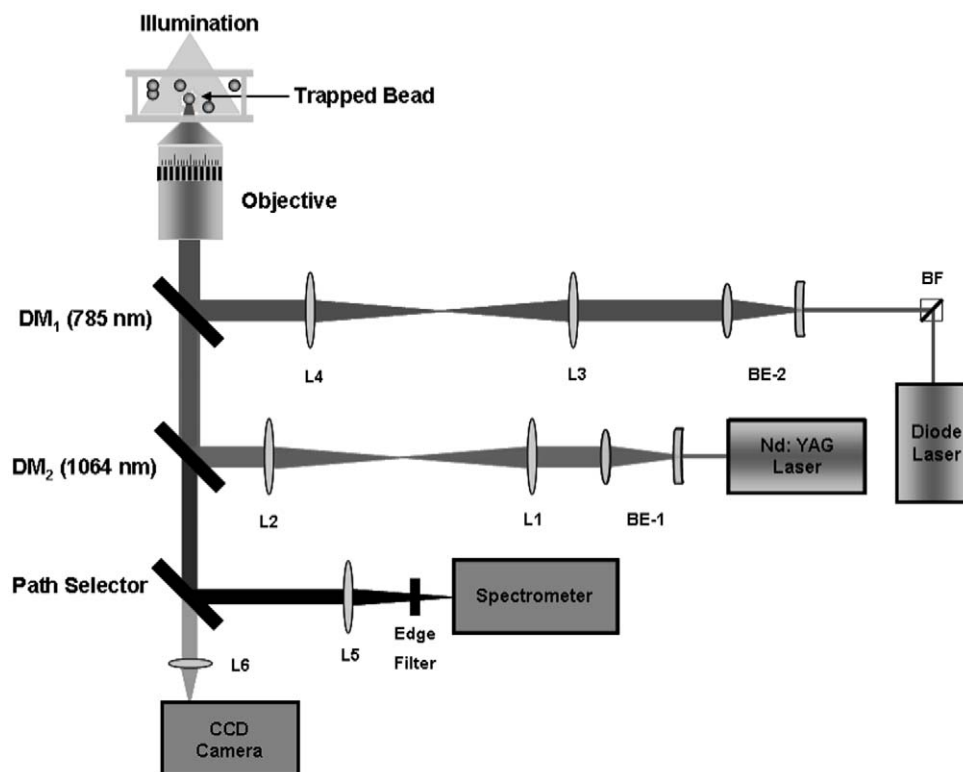 Illumination
Trapped Bead
Objective
BF
DM₁ (785 nm)
L4
L3
BE-2
Diode
Laser
Nd: YAG
Laser
DM₂ (1064 nm)
L2
L1
BE-1
Path Selector
Spectrometer
L5
Edge
Filter
L6
CCD
Camera